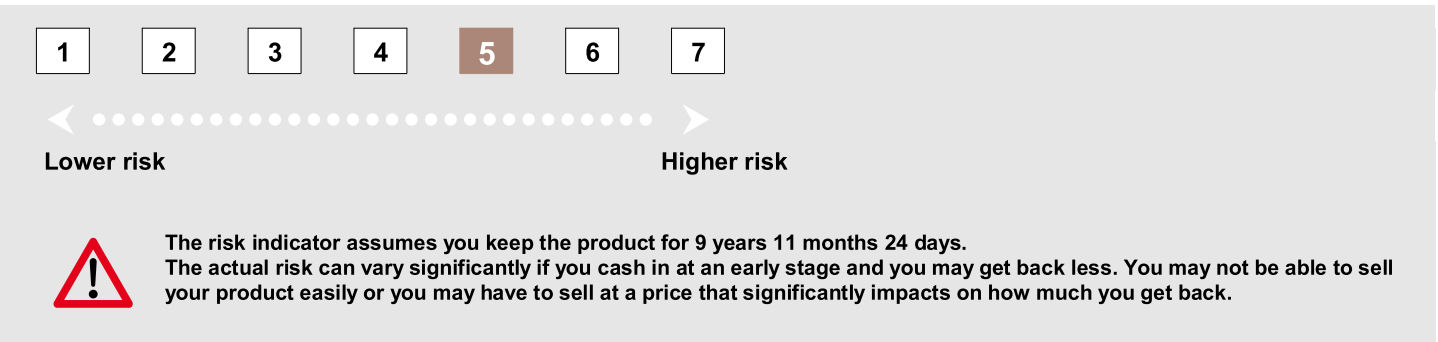 1 2 3 4 5 6 7
Lower risk Higher risk
The risk indicator assumes you keep the product for 9 years 11 months 24 days.
The actual risk can vary significantly if you cash in at an early stage and you may get back less. You may not be able to sell
your product easily or you may have to sell at a price that significantly impacts on how much you get back.